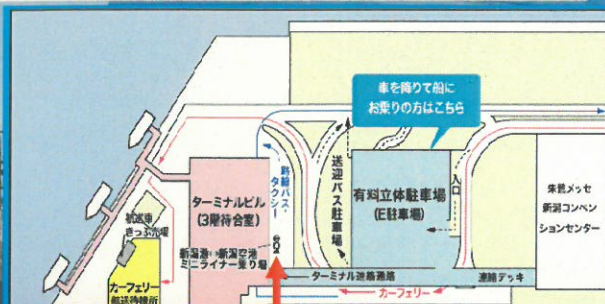 車を降りて船に
お乗りの方はこちら
路線バス・
タクシー
送迎バス駐車場
入口
有料立体駐車場
(E駐車場)
ターミナルビル
(3階待合室)
朱鷺メッセ
新潟コンベン
ションセンター
きっぷ売場
新潟港⇔新潟空港
ミニライナー乗り場
ターミナル連絡通路
連絡デッキ
カーフェリー
カーフェリー